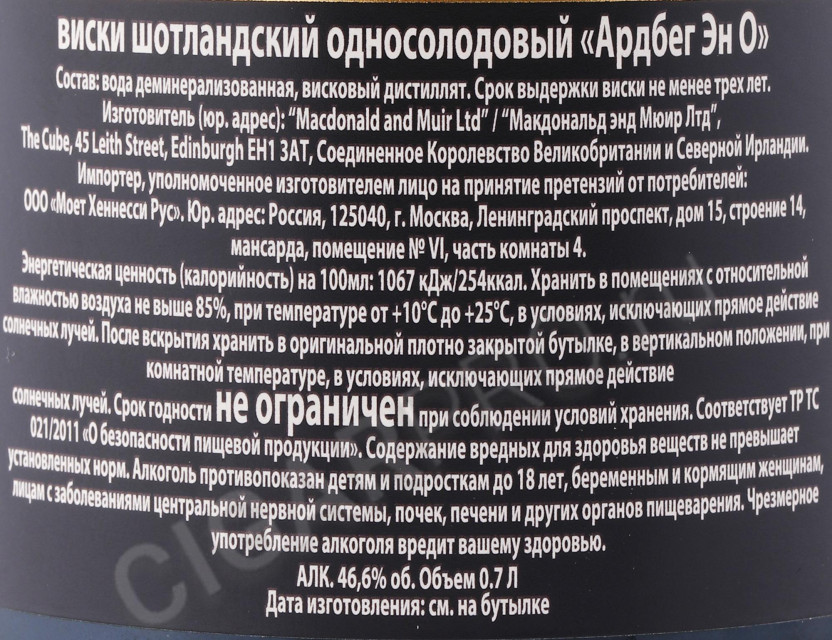 виски шотландский односолодовый «Ардбег Эн О»
Состав: вода деминерализованная, висковый дистиллят. Срок выдержки виски не менее трех лет.
Изготовитель (юр. адрес): “Macdonald and Muir Ltd” / “Макдональд энд Мюир Лтд”,
The Cube, 45 Leith Street, Edinburgh EH1 3AT, Соединенное Королевство Великобритании и Северной Ирландии.
Импортер, уполномоченное изготовителем лицо на принятие претензий от потребителей:
ООО «Моет Хеннесси Рус». Юр. адрес: Россия, 125040, г. Москва, Ленинградский проспект, дом 15, строение 14,
мансарда, помещение № VI, часть комнаты 4.
Энергетическая ценность (калорийность) на 100мл: 1067 кДж/254ккал. Хранить в помещениях с относительной
влажностью воздуха не выше 85%, при температуре от +10°С до +25°С, в условиях, исключающих прямое действие
солнечных лучей. После вскрытия хранить в оригинальной плотно закрытой бутылке, в вертикальном положении, при
комнатной температуре, в условиях, исключающих прямое действие
солнечных лучей. Срок годности не ограничен при соблюдении условий хранения. Соответствует ТР ТС
021/2011 «О безопасности пищевой продукции». Содержание вредных для здоровья веществ не превышает
установленных норм. Алкоголь противопоказан детям и подросткам до 18 лет, беременным и кормящим женщинам,
лицам с заболеваниями центральной нервной системы, почек, печени и других органов пищеварения. Чрезмерное
употребление алкоголя вредит вашему здоровью.
АЛК. 46,6% об. Объем 0.7 Л
Дата изготовления: см. на бутылке
CigarPro.ru